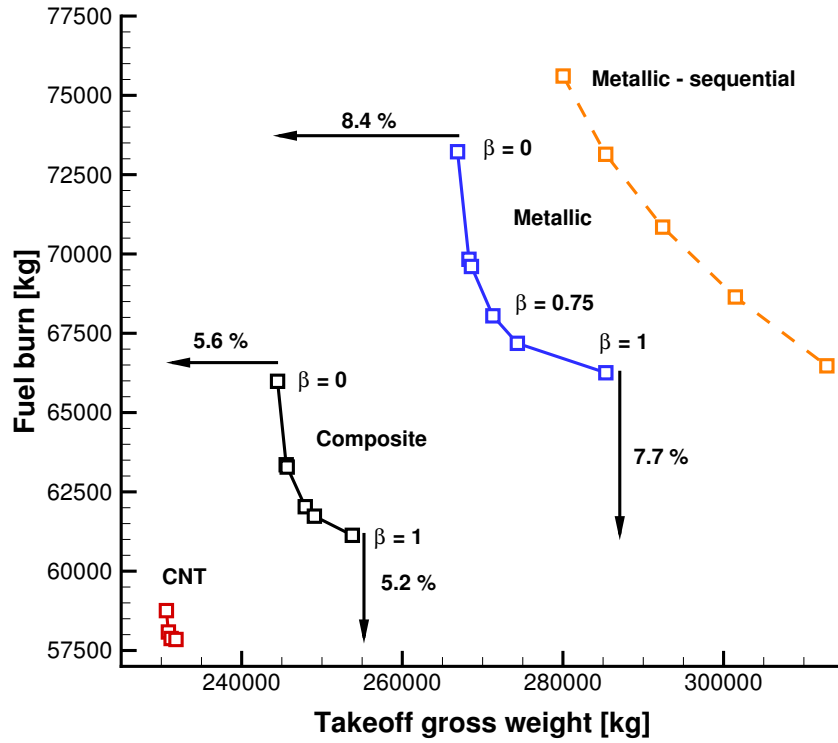 77500
75000
72500
70000
67500
65000
62500
60000
57500
Fuel burn [kg]
Metallic - sequential
8.4 %
β = 0
Metallic
β = 0.75
β = 1
5.6 %
β = 0
Composite
7.7 %
β = 1
CNT
5.2 %
240000
260000
280000
300000
Takeoff gross weight [kg]